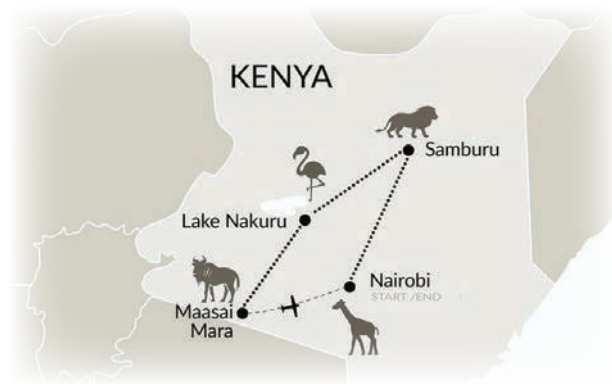 KENYA
Samburu
Lake Nakuru
Nairobi
START /END
Maasai
Mara